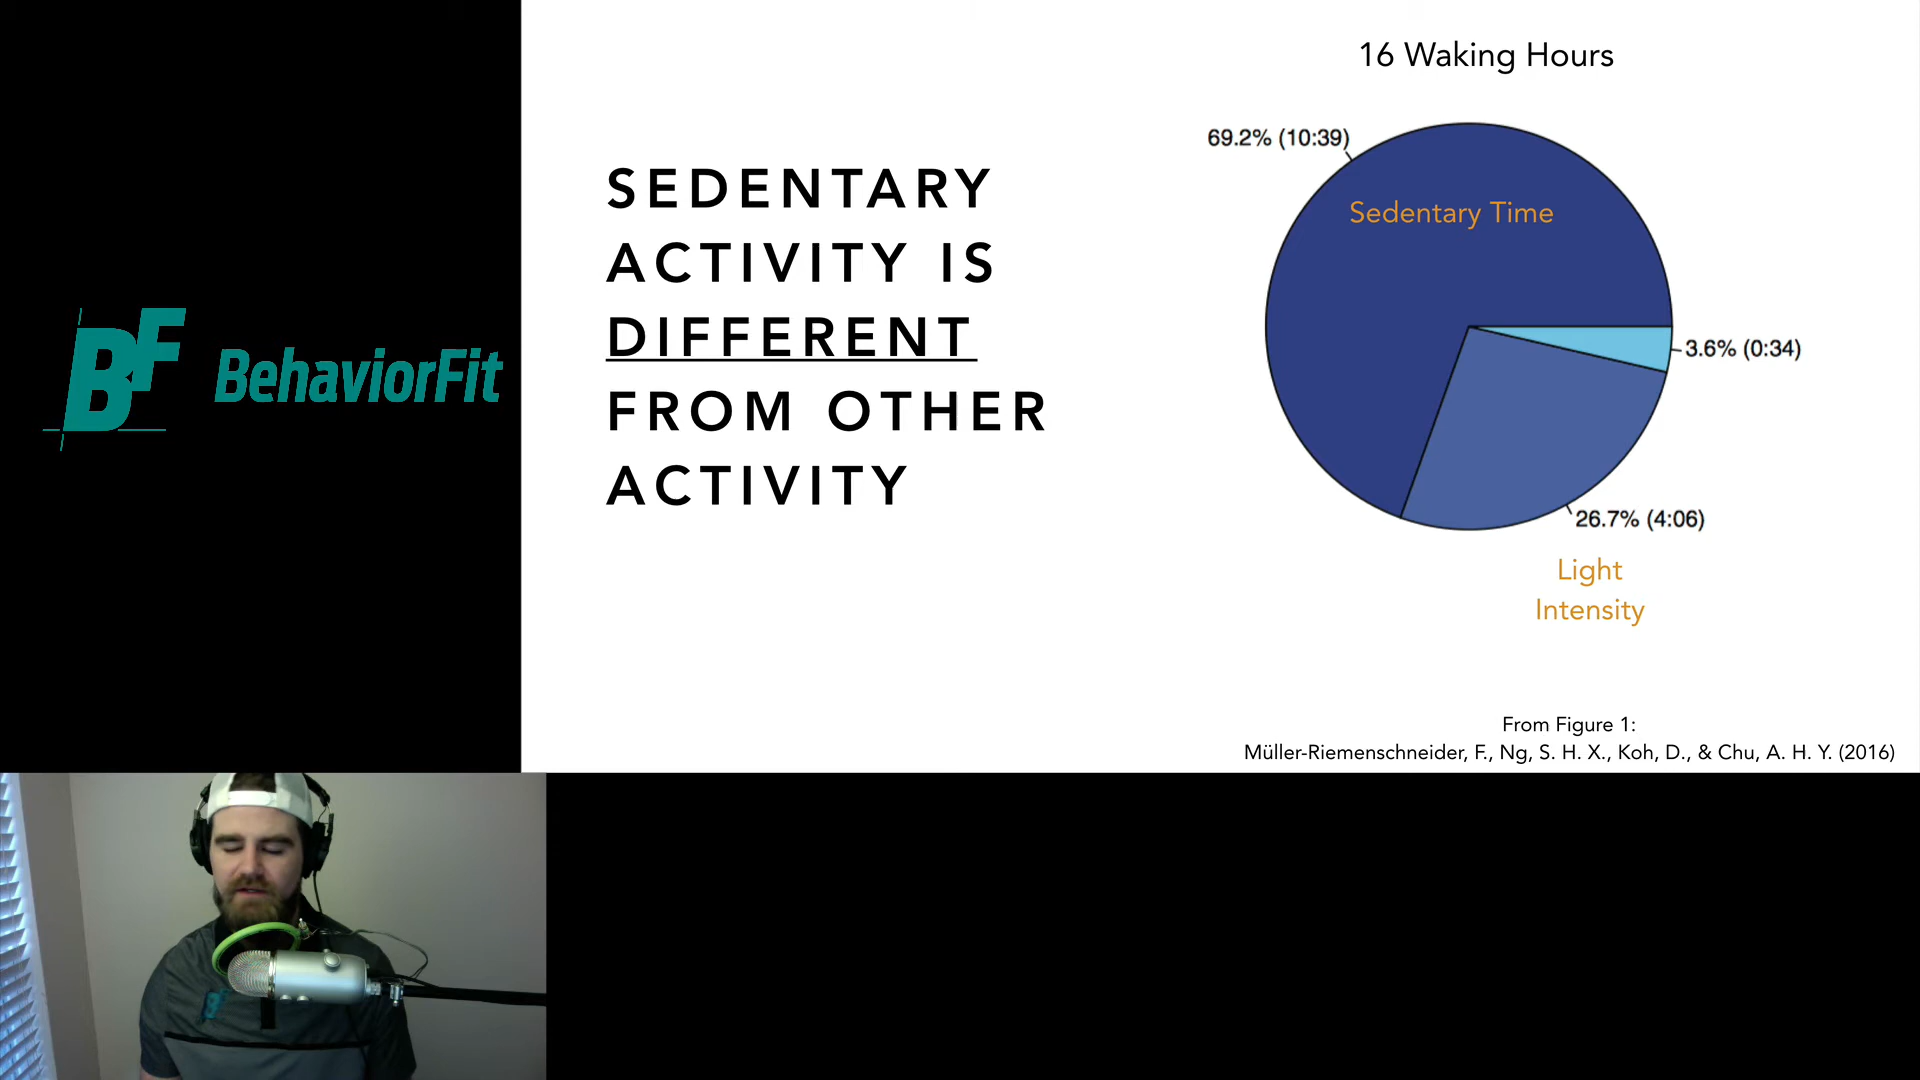 BF BehaviorFit
SEDENTARY
ACTIVITY IS
DIFFERENT
FROM OTHER
ACTIVITY
16 Waking Hours
69.2% (10:39)
Sedentary Time
3.6% (0:34)
26.7% (4:06)
Light
Intensity
From Figure 1:
Müller-Riemenschneider, F., Ng, S. H. X., Koh, D., & Chu, A. H. Y. (2016)